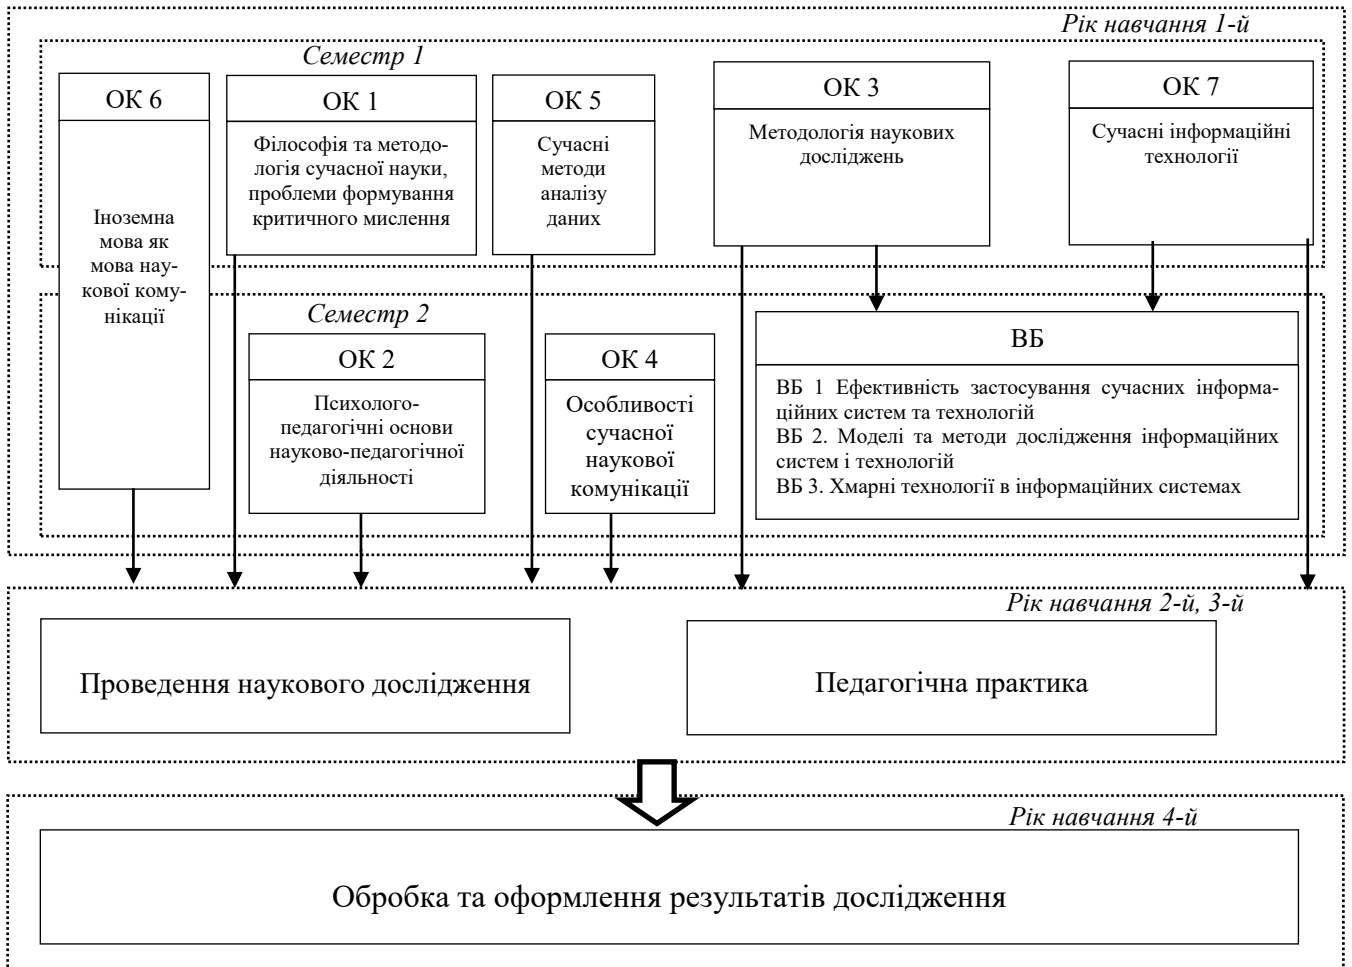 Рік навчання 1-й
Семестр 1
ОК 6
Іноземна
мова як
мова нау-
кової кому-
нікації
ОК 1
Філософія та методо-
логія сучасної науки,
проблеми формування
критичного мислення
ОК 5
Сучасні
методи
аналізу
даних
ОК 3
Методологія наукових
досліджень
ОК 7
Сучасні інформаційні
технології
Семестр 2
ОК 2
Психолого-
педагогічні основи
науково-педагогічної
діяльності
ОК 4
Особливості
сучасної
наукової
комунікації
ВБ
ВБ 1 Ефективність застосування сучасних інформа-
ційних систем та технологій
ВБ 2. Моделі та методи дослідження інформаційних
систем і технологій
ВБ 3. Хмарні технології в інформаційних системах
Рік навчання 2-й, 3-й
Проведення наукового дослідження
Педагогічна практика
Рік навчання 4-й
Обробка та оформлення результатів дослідження